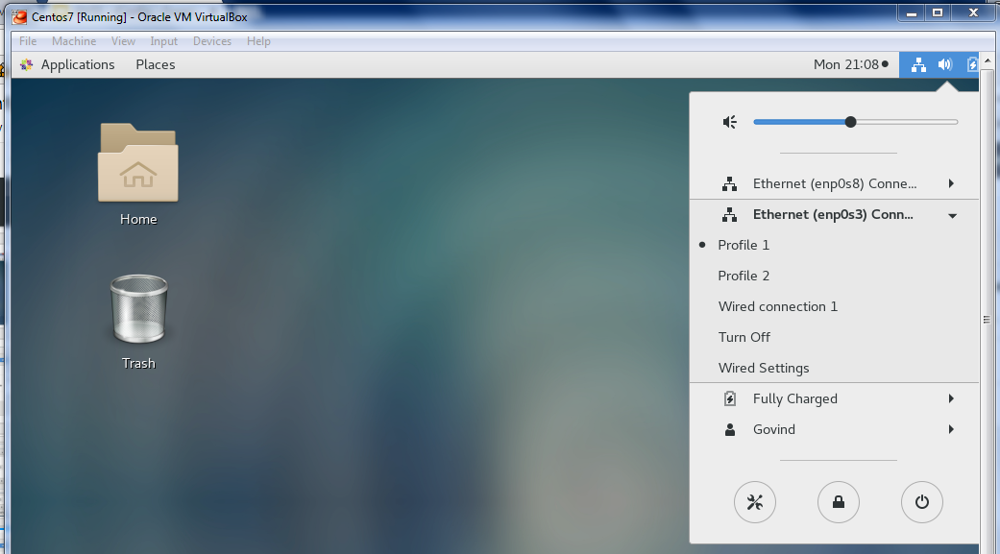 Centos7 [Running] - Oracle VM VirtualBox
File Machine View Input Devices Help
Applications Places Mon 21:08
Home
Trash
Ethernet (enp0s8) Conne...
Ethernet (enp0s3) Conn...
Profile 1
Profile 2
Wired connection 1
Turn Off
Wired Settings
Fully Charged
Govind